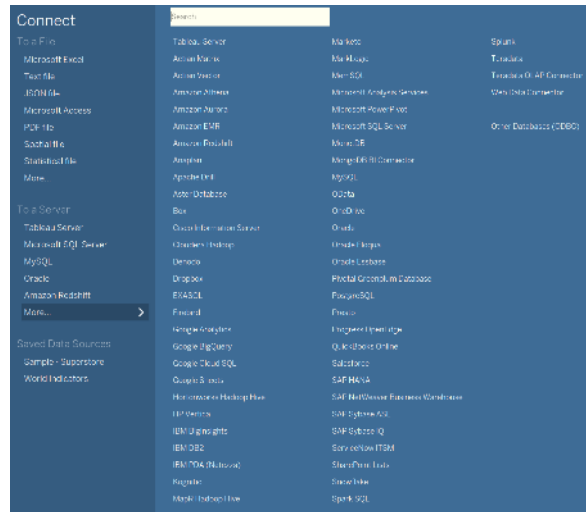 Connect
To a File
Microsoft Excel
Text file
JSON file
Microsoft Access
PDF file
Spatial file
Statistical file
More...
To a Server
Tableau Server
Microsoft SQL Server
MySQL
Oracle
Amazon Redshift
More...
Saved Data Sources
Sample - Superstore
World Indicators
Search
Tableau Server
Actian Matrix
Actian Vector
Amazon Athena
Amazon Aurora
Amazon EMR
Amazon Redshift
Anaplan
Apache Drill
Aster Database
Box
Cisco Information Server
Cloudera Hadoop
Denodo
Dropbox
EXASOL
Firebird
Google Analytics
Google BigQuery
Google Cloud SQL
Google Sheets
Hortonworks Hadoop Hive
HP Vertica
IBM BigInsights
IBM DB2
IBM PDA (Netezza)
Kognitio
MapR Hadoop Hive
Marketo
MarkLogic
MemSQL
Microsoft Analysis Services
Microsoft PowerPivot
Microsoft SQL Server
MonetDB
MongoDB BI Connector
MySQL
OData
OneDrive
Oracle
Oracle Eloqua
Oracle Essbase
Pivotal Greenplum Database
PostgreSQL
Presto
Progress OpenEdge
QuickBooks Online
Salesforce
SAP HANA
SAP NetWeaver Business Warehouse
SAP Sybase ASE
SAP Sybase IQ
ServiceNow ITSM
SharePoint Lists
Snowflake
Spark SQL
Splunk
Teradata
Teradata OLAP Connector
Web Data Connector
Other Databases (ODBC)